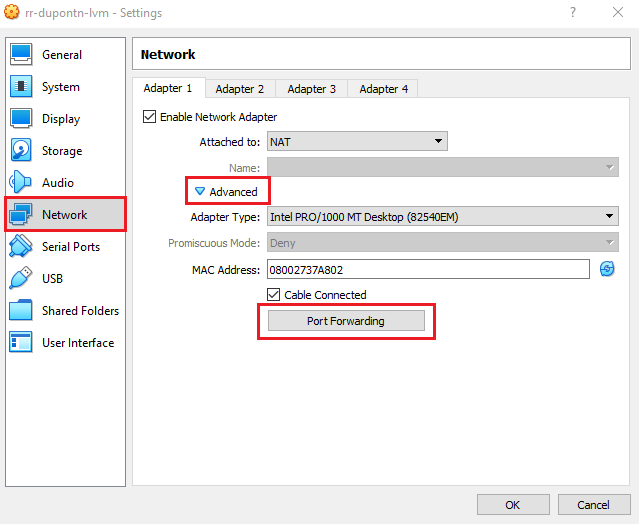 rr-dupontn-lvm - Settings
General
System
Display
Storage
Audio
Network
Serial Ports
USB
Shared Folders
User Interface
Network
Adapter 1 Adapter 2 Adapter 3 Adapter 4
Enable Network Adapter
Attached to: NAT
Name:
Advanced
Adapter Type: Intel PRO/1000 MT Desktop (82540EM)
Promiscuous Mode: Deny
MAC Address: 08002737A802
Cable Connected
Port Forwarding
OK Cancel